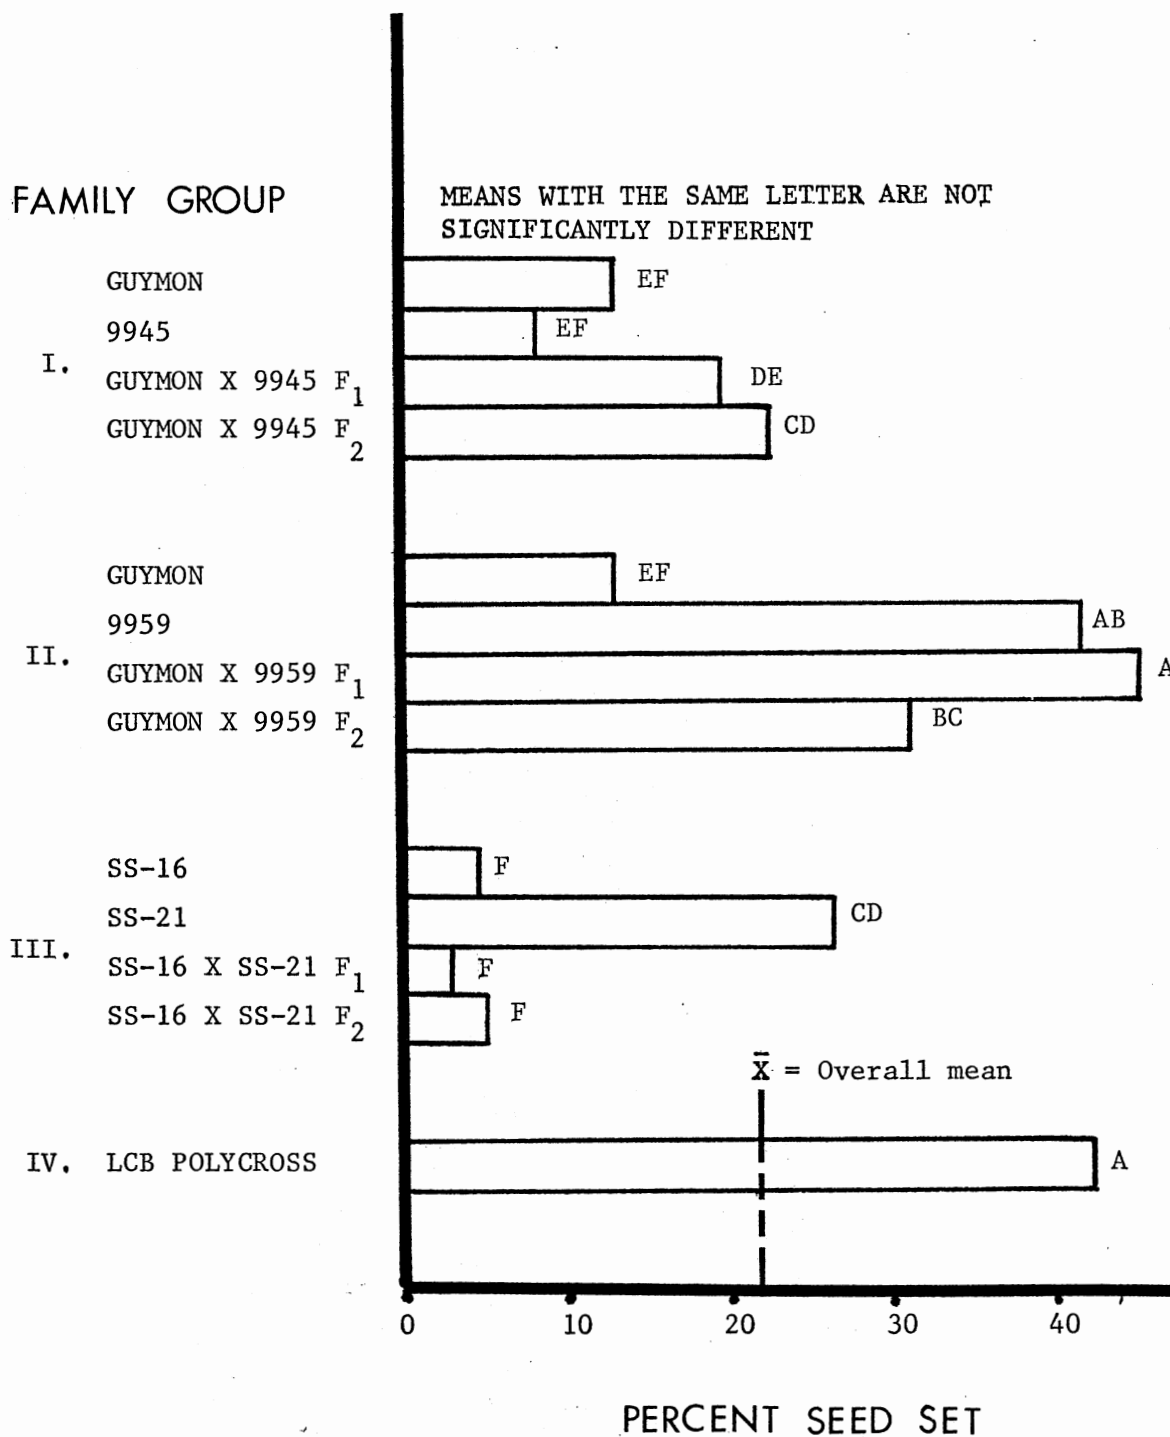 FAMILY GROUP
MEANS WITH THE SAME LETTER ARE NOT
SIGNIFICANTLY DIFFERENT
GUYMON EF
9945 EF
I.
GUYMON X 9945 F1 DE
GUYMON X 9945 F2 CD
GUYMON EF
9959 AB
II.
GUYMON X 9959 F1 A
GUYMON X 9959 F2 BC
SS-16 F
SS-21 CD
III.
SS-16 X SS-21 F1 F
SS-16 X SS-21 F2 F
X̄ = Overall mean
IV. LCB POLYCROSS A
0 10 20 30 40
PERCENT SEED SET